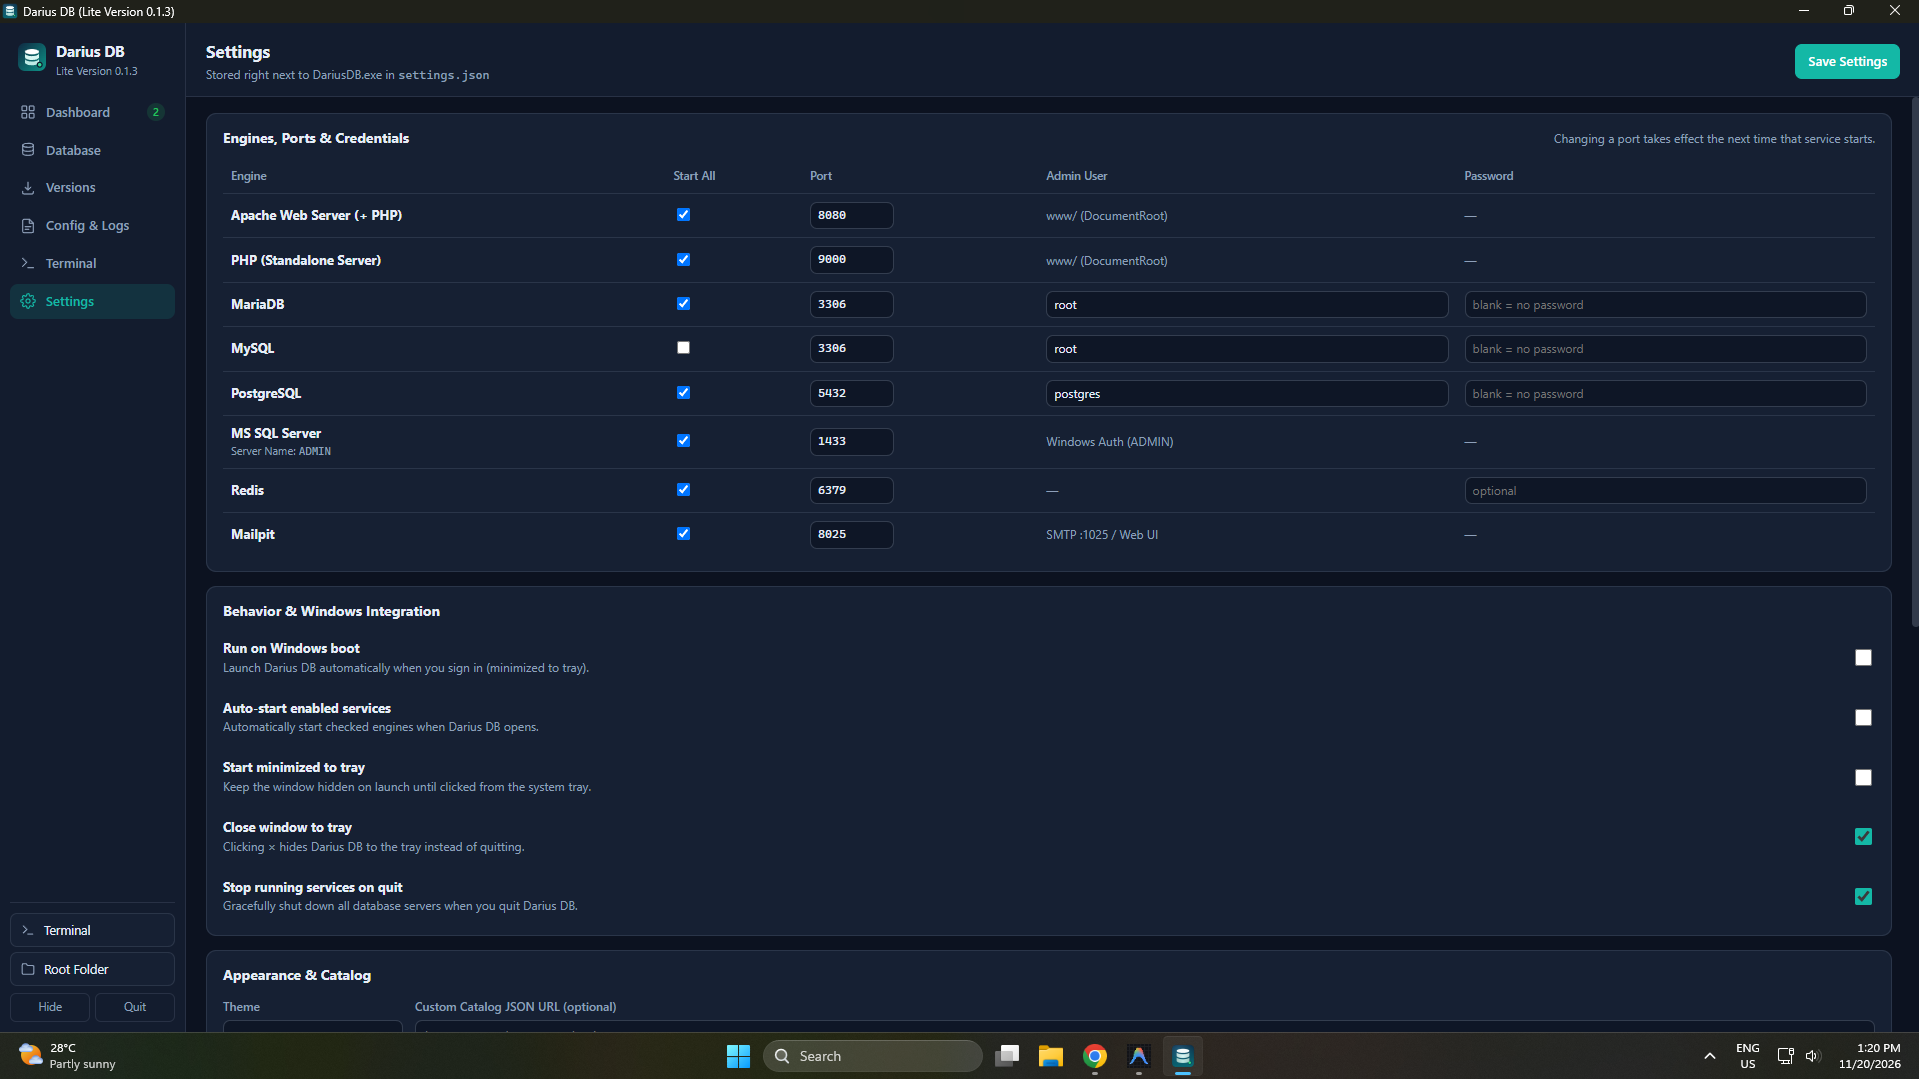 Darius DB (Lite Version 0.1.3)
Darius DB
Lite Version 0.1.3
Dashboard 2
Database
Versions
Config & Logs
Terminal
Settings
Terminal
Root Folder
Hide Quit
Settings
Stored right next to DariusDB.exe in settings.json
Save Settings
Engines, Ports & Credentials
Changing a port takes effect the next time that service starts.
Engine Start All Port Admin User Password
Apache Web Server (+ PHP) 8080 www/ (DocumentRoot) —
PHP (Standalone Server) 9000 www/ (DocumentRoot) —
MariaDB 3306 root blank = no password
MySQL 3306 root blank = no password
PostgreSQL 5432 postgres blank = no password
MS SQL Server 1433 Windows Auth (ADMIN) —
Server Name: ADMIN
Redis 6379 — optional
Mailpit 8025 SMTP :1025 / Web UI —
Behavior & Windows Integration
Run on Windows boot
Launch Darius DB automatically when you sign in (minimized to tray).
Auto-start enabled services
Automatically start checked engines when Darius DB opens.
Start minimized to tray
Keep the window hidden on launch until clicked from the system tray.
Close window to tray
Clicking × hides Darius DB to the tray instead of quitting.
Stop running services on quit
Gracefully shut down all database servers when you quit Darius DB.
Appearance & Catalog
Theme Custom Catalog JSON URL (optional)
28°C
Partly sunny
Search
ENG
US
1:20 PM
11/20/2026